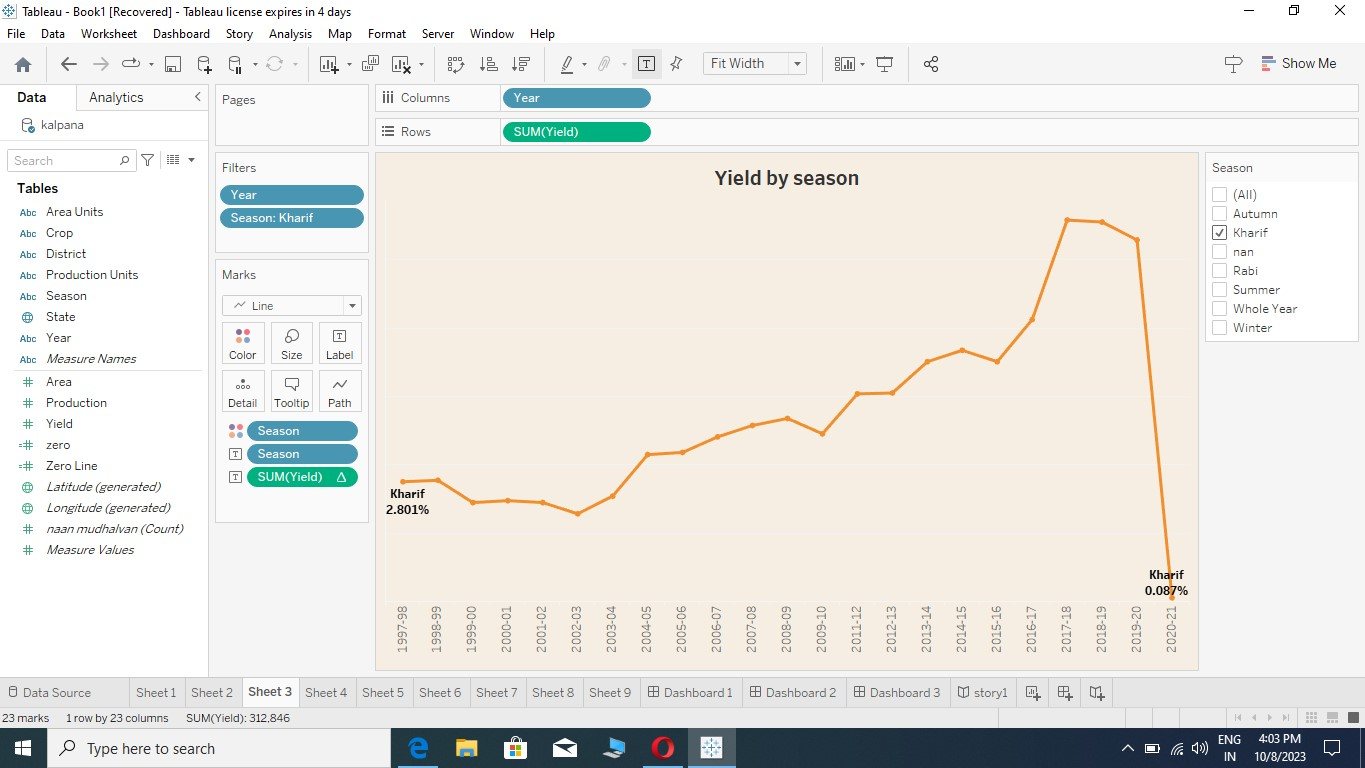 Tableau - Book1 [Recovered] - Tableau license expires in 4 days
File Data Worksheet Dashboard Story Analysis Map Format Server Window Help
Fit Width Show Me
Data Analytics
kalpana
Search
Tables
Abc Area Units
Abc Crop
Abc District
Abc Production Units
Abc Season
State
Abc Year
Abc Measure Names
Area
Production
Yield
zero
Zero Line
Latitude (generated)
Longitude (generated)
naan mudhalvan (Count)
Measure Values
Pages
Filters
Year
Season: Kharif
Marks
Line
Color Size Label
Detail Tooltip Path
Season
Season
SUM(Yield) Δ
Columns Year
Rows SUM(Yield)
Yield by season
Kharif
2.801%
Kharif
0.087%
1997-98
1998-99
1999-00
2000-01
2001-02
2002-03
2003-04
2004-05
2005-06
2006-07
2007-08
2008-09
2009-10
2011-12
2012-13
2013-14
2014-15
2015-16
2016-17
2017-18
2018-19
2019-20
2020-21
Season
(All)
Autumn
Kharif
nan
Rabi
Summer
Whole Year
Winter
Data Source Sheet 1 Sheet 2 Sheet 3 Sheet 4 Sheet 5 Sheet 6 Sheet 7 Sheet 8 Sheet 9 Dashboard 1 Dashboard 2 Dashboard 3 story1
23 marks 1 row by 23 columns SUM(Yield): 312,846
Type here to search
ENG
IN
4:03 PM
10/8/2023